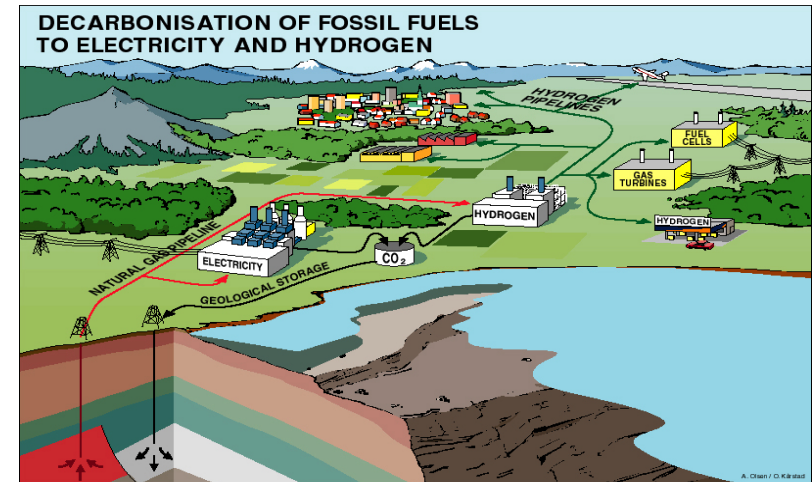 DECARBONISATION OF FOSSIL FUELS
TO ELECTRICITY AND HYDROGEN
HYDROGEN
PIPELINES
FUEL
CELLS
GAS
TURBINES
HYDROGEN
HYDROGEN
NATURAL GAS PIPELINE
ELECTRICITY
CO₂
GEOLOGICAL STORAGE
A. Olsen / O. Kårstad